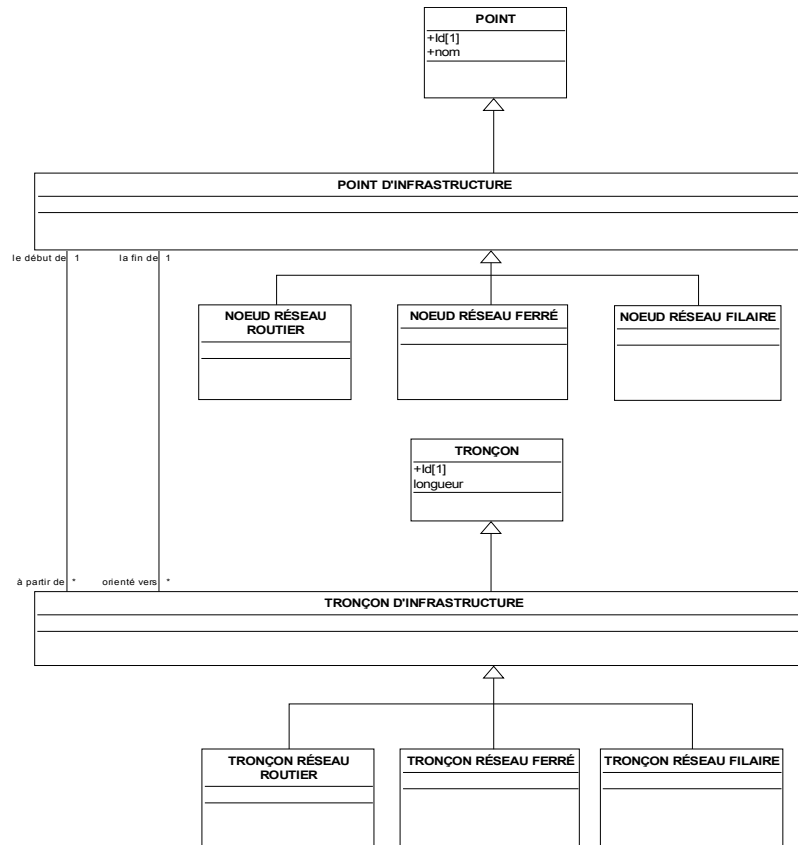 POINT
+Id[1]
+nom
POINT D'INFRASTRUCTURE
le début de 1
la fin de 1
NOEUD RÉSEAU
ROUTIER
NOEUD RÉSEAU FERRÉ
NOEUD RÉSEAU FILAIRE
TRONÇON
+Id[1]
longueur
à partir de *
orienté vers *
TRONÇON D'INFRASTRUCTURE
TRONÇON RÉSEAU
ROUTIER
TRONÇON RÉSEAU FERRÉ
TRONÇON RÉSEAU FILAIRE